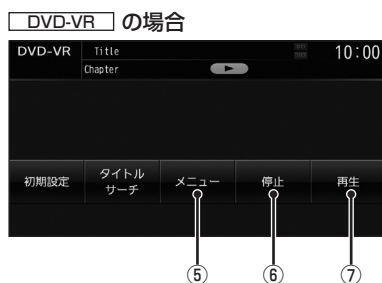 DVD-VR の場合
DVD-VR Title 10:00
Chapter
初期設定 タイトル サーチ メニュー 停止 再生
⑤ ⑥ ⑦